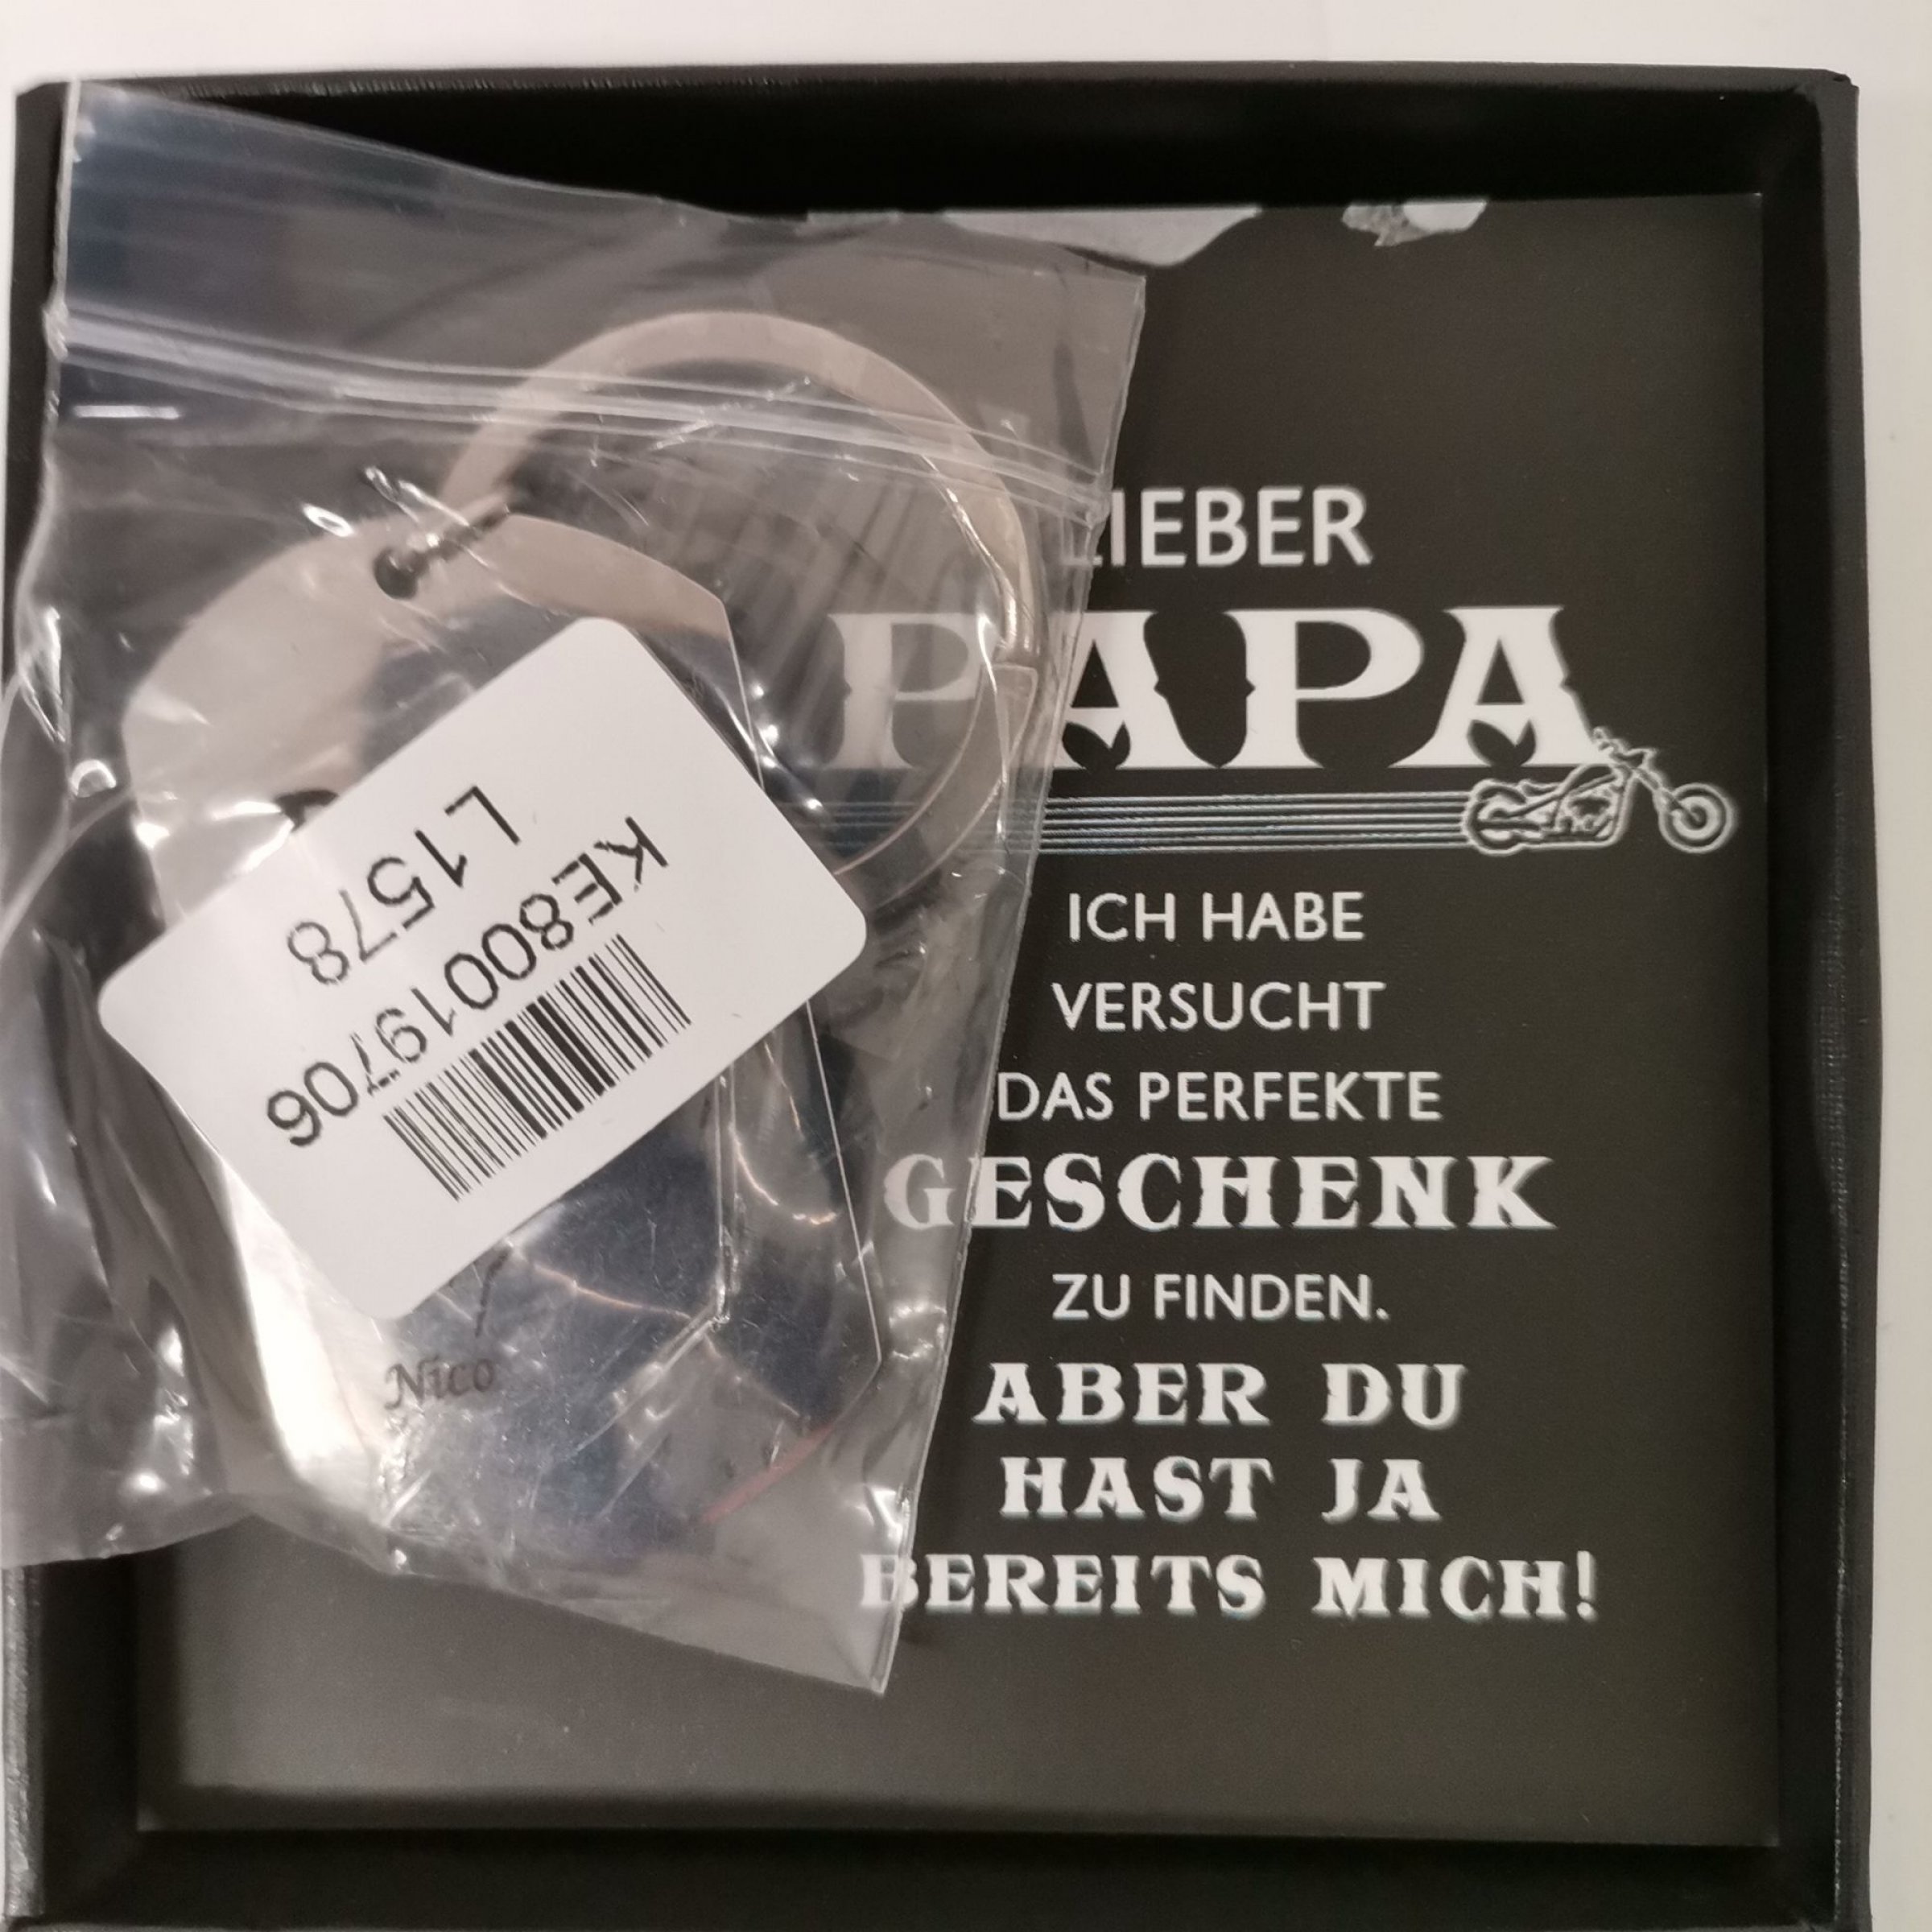 LIEBER
PAPA
ICH HABE
VERSUCHT
DAS PERFEKTE
GESCHENK
ZU FINDEN.
ABER DU
HAST JA
BEREITS MICH!
KE80019706
L1578
Nico